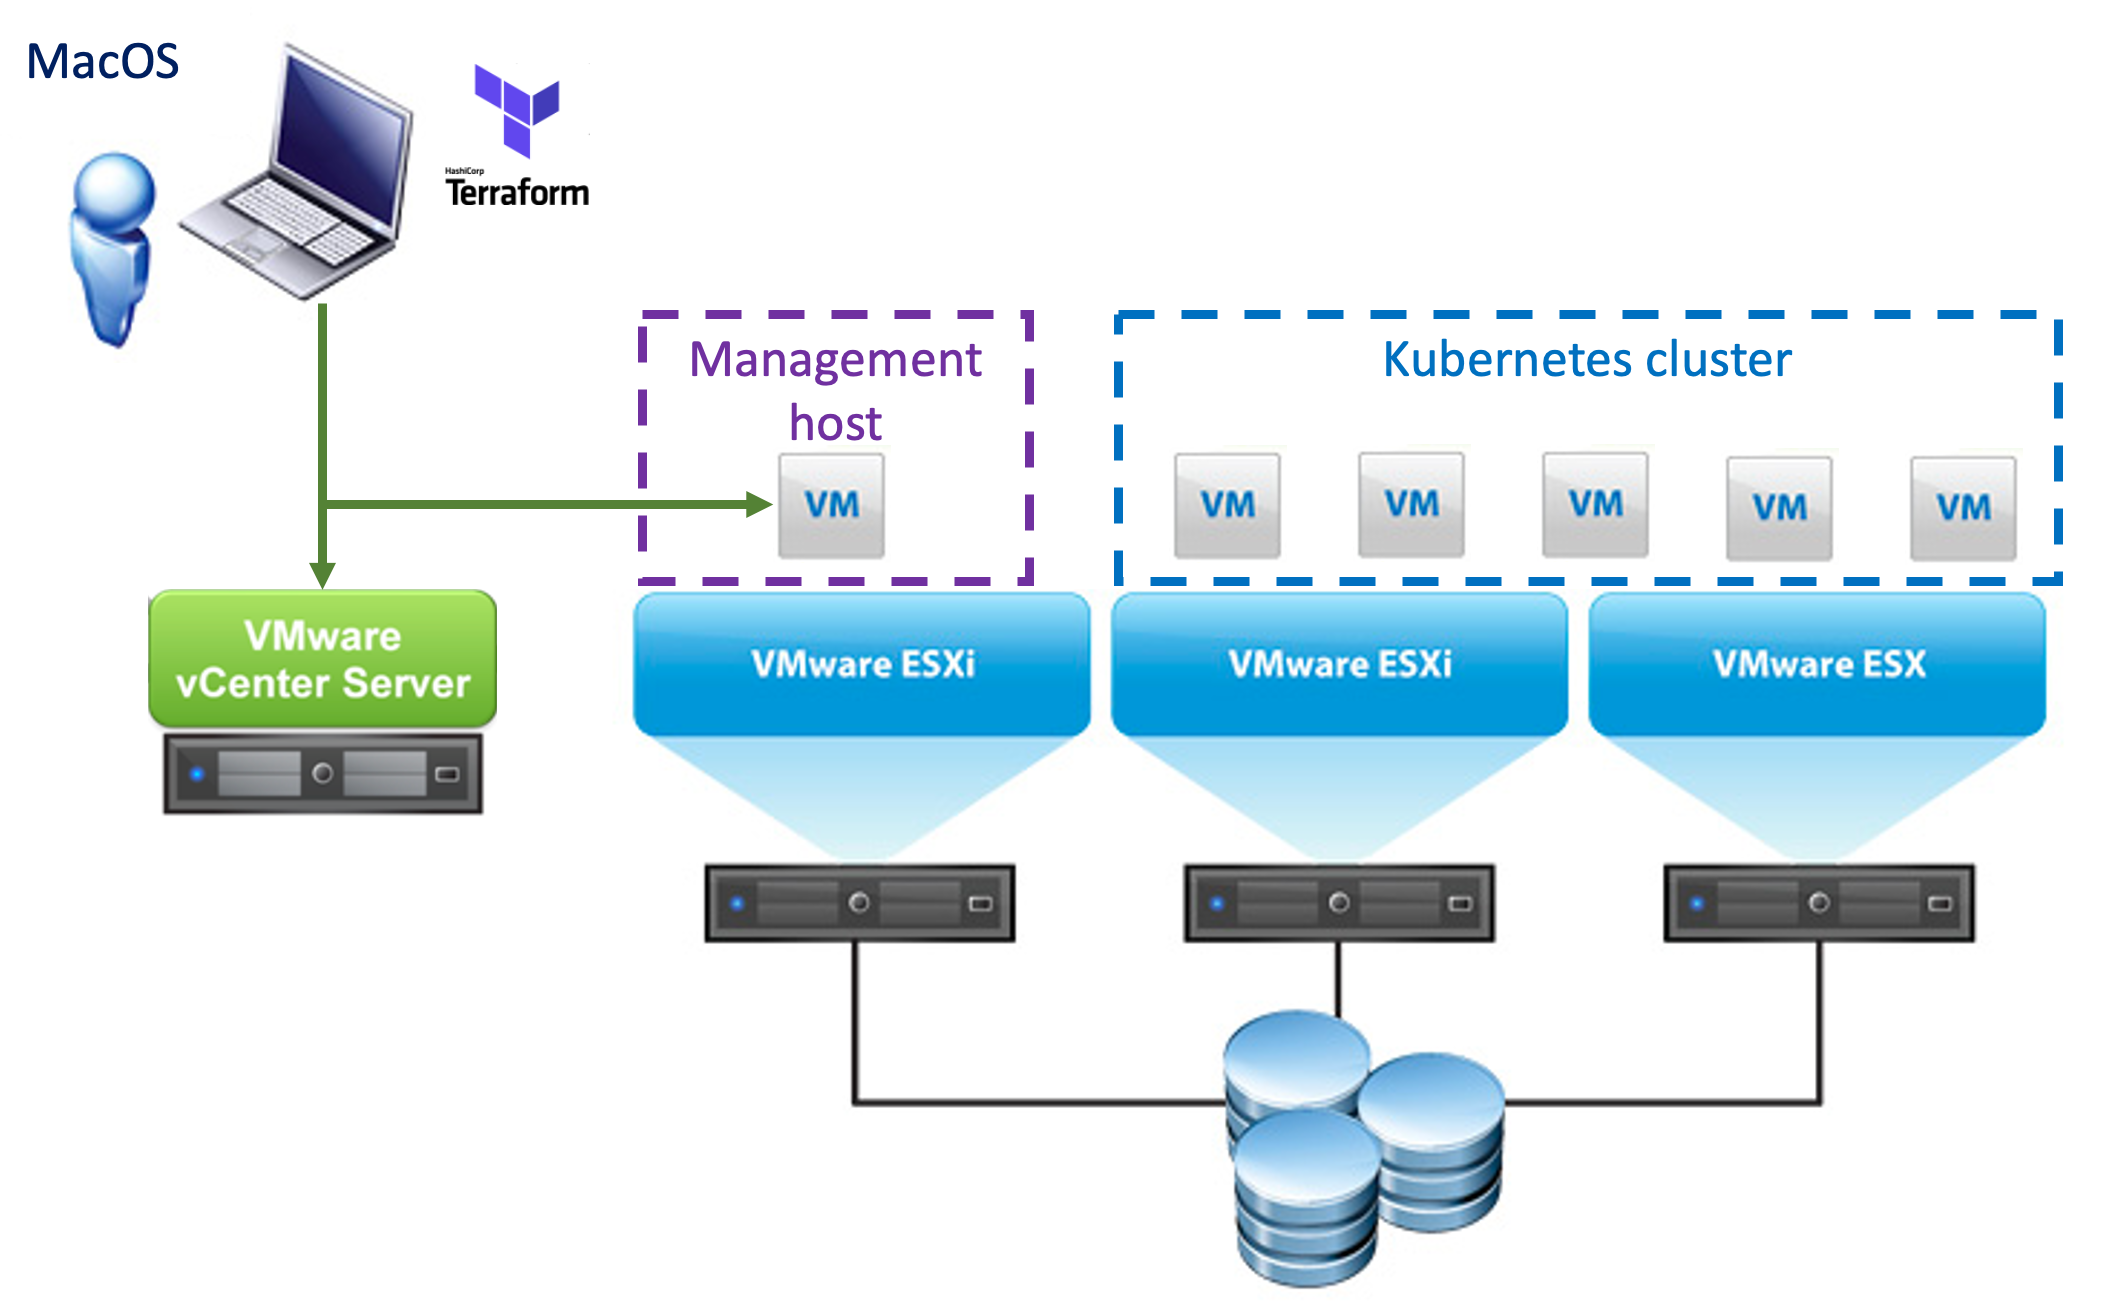 MacOS
HashiCorp
Terraform
Management
host
Kubernetes cluster
VM
VM
VM
VM
VM
VM
VMware
vCenter Server
VMware ESXi
VMware ESXi
VMware ESX